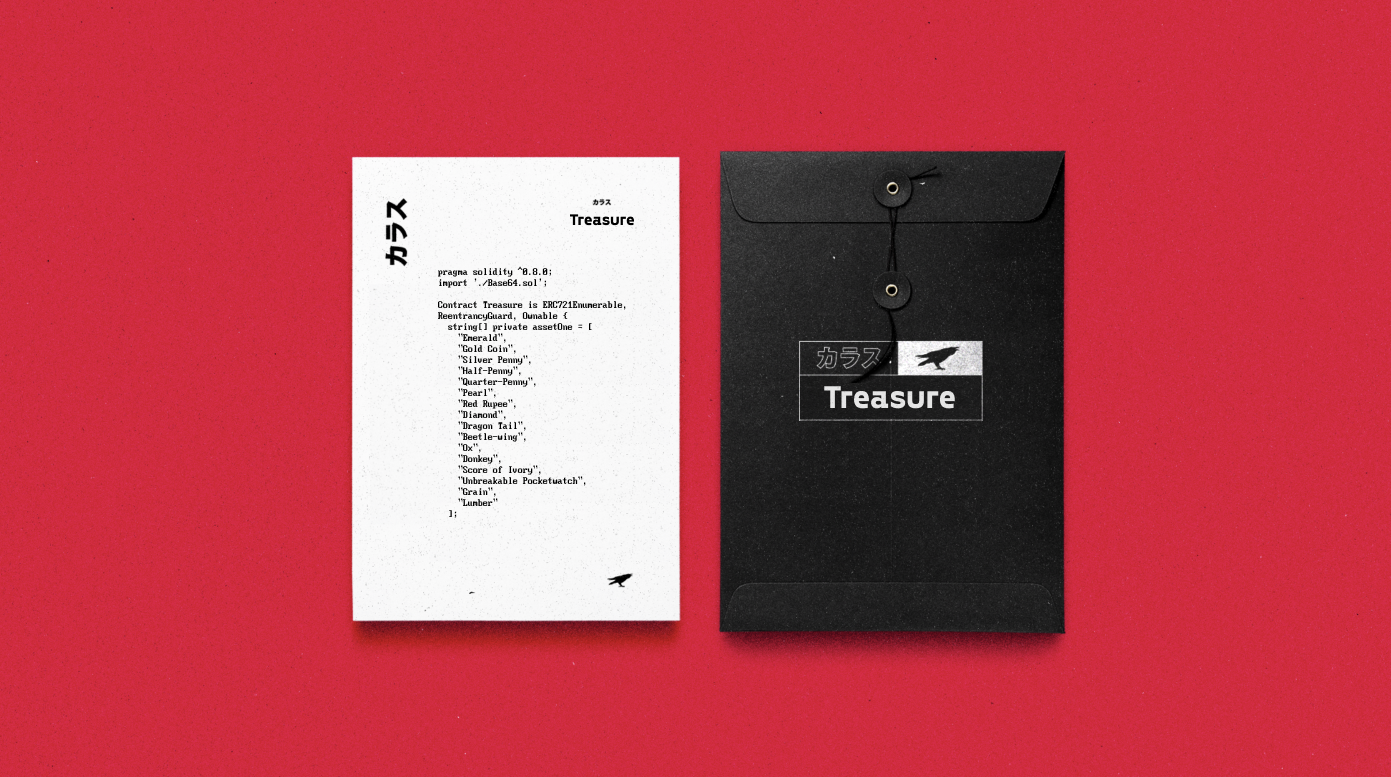 カラス
カラス
Treasure
pragma solidity ^0.8.0;
import './Base64.sol';
Contract Treasure is ERC721Enumerable,
ReentrancyGuard, Ownable {
string[] private assetOne = [
"Emerald",
"Gold Coin",
"Silver Penny",
"Half-Penny",
"Quarter-Penny",
"Pearl",
"Red Rupee",
"Diamond",
"Dragon Tail",
"Beetle-wing",
"Ox",
"Donkey",
"Score of Ivory",
"Unbreakable Pocketwatch",
"Grain",
"Lumber"
];
カラス
Treasure